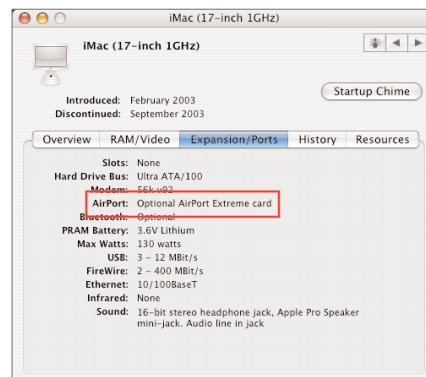 iMac (17-inch 1GHz)
iMac (17-inch 1GHz)
Startup Chime
Introduced: February 2003
Discontinued: September 2003
Overview RAM/Video Expansion/Ports History Resources
Slots: None
Hard Drive Bus: Ultra ATA/100
Modem: 56k v92
AirPort: Optional AirPort Extreme card
Bluetooth: Optional
PRAM Battery: 3.6V Lithium
Max Watts: 130 watts
USB: 3 - 12 MBit/s
FireWire: 2 - 400 MBit/s
Ethernet: 10/100BaseT
Infrared: None
Sound: 16-bit stereo headphone jack, Apple Pro Speaker
mini-jack. Audio line in jack